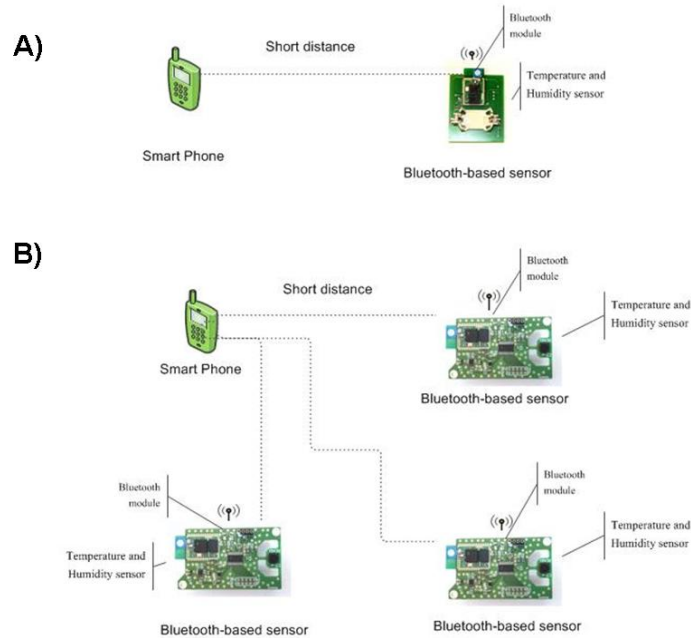 A)
Short distance
Bluetooth
module
Temperature and
Humidity sensor
Smart Phone
Bluetooth-based sensor
B)
Short distance
Bluetooth
module
Temperature and
Humidity sensor
Smart Phone
Bluetooth-based sensor
Bluetooth
module
Temperature and
Humidity sensor
Bluetooth-based sensor
Bluetooth
module
Temperature and
Humidity sensor
Bluetooth-based sensor